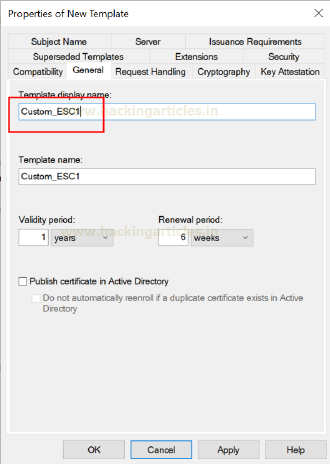 Properties of New Template
Subject Name Server Issuance Requirements
Superseded Templates Extensions Security
Compatibility General Request Handling Cryptography Key Attestation
Template display name:
Custom_ESC1
www.hackingarticles.in
Template name:
Custom_ESC1
Validity period: Renewal period:
1 years 6 weeks
Publish certificate in Active Directory
Do not automatically reenroll if a duplicate certificate exists in Active
Directory
www.hackingarticles.in
OK Cancel Apply Help